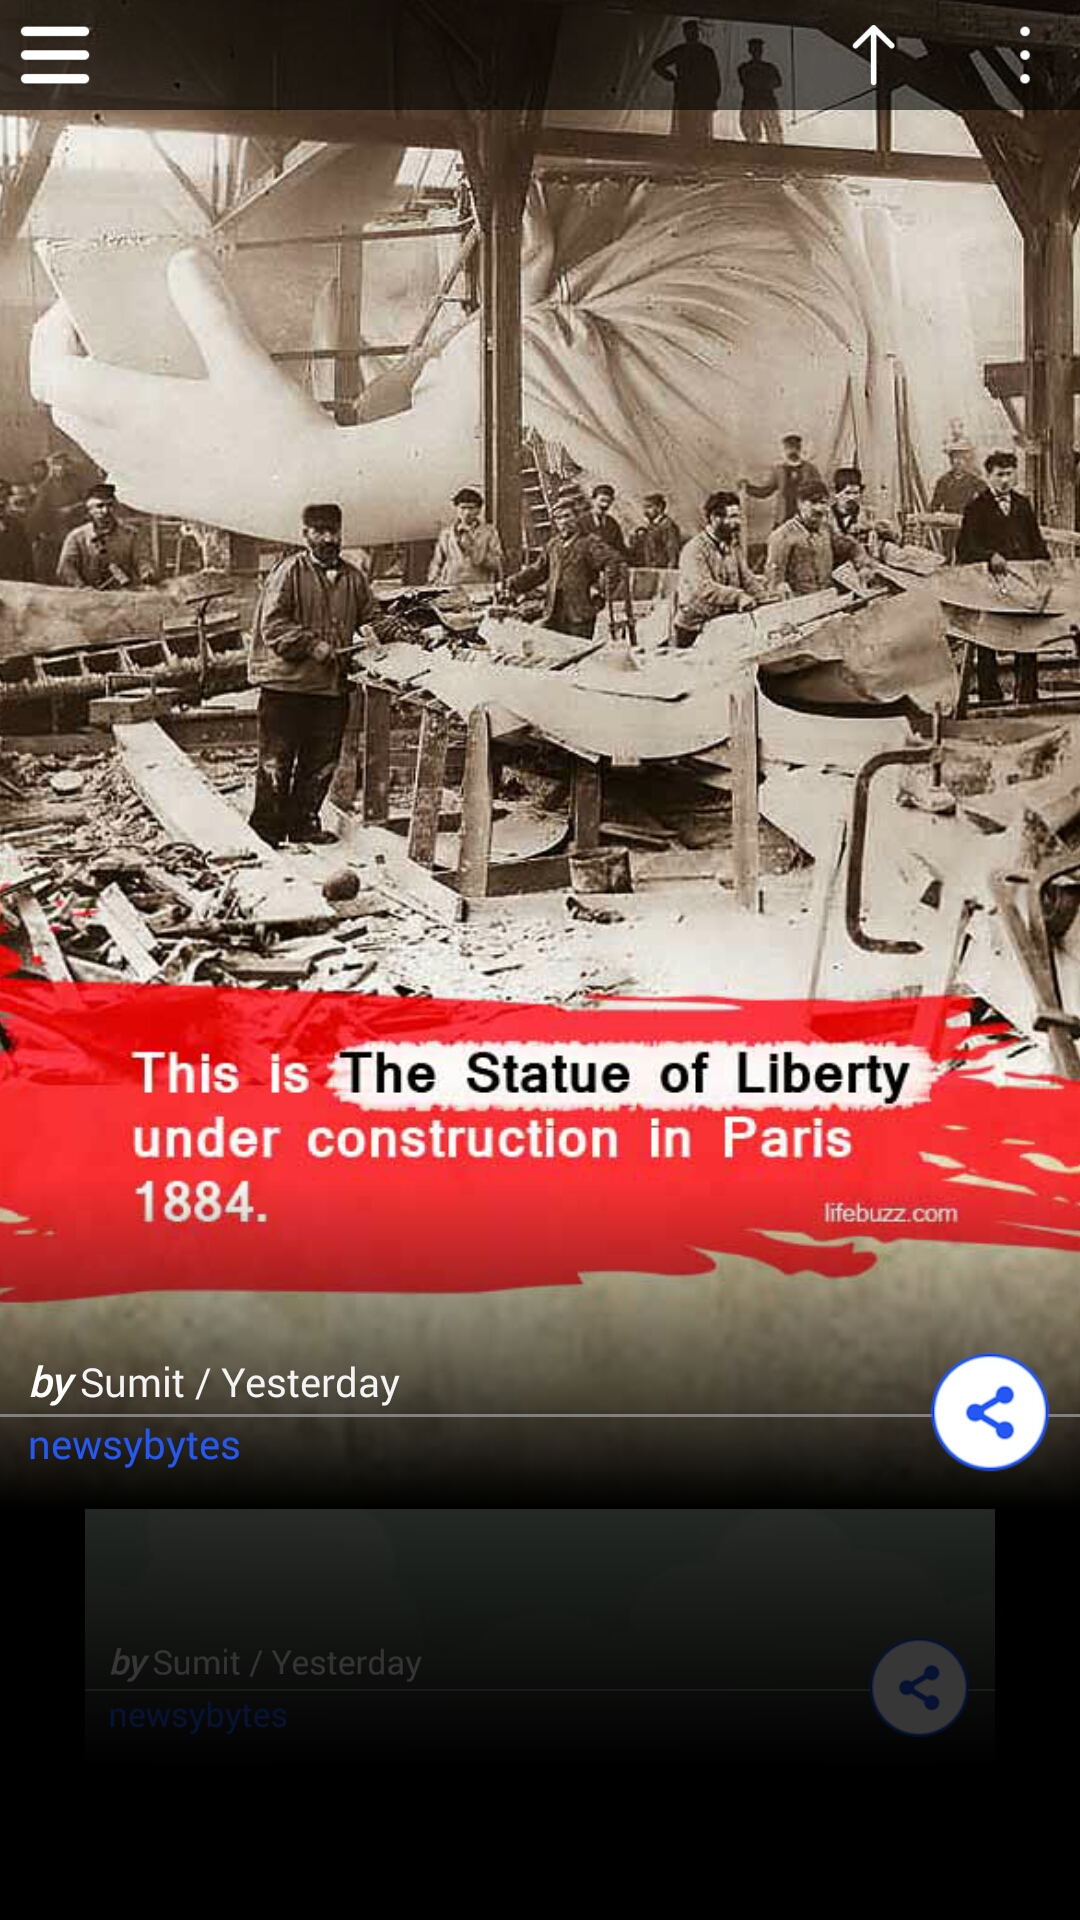 This is The Statue of Liberty
under construction in Paris
1884.
lifebuzz.com
by Sumit / Yesterday
newsybytes
by Sumit / Yesterday
newsybytes